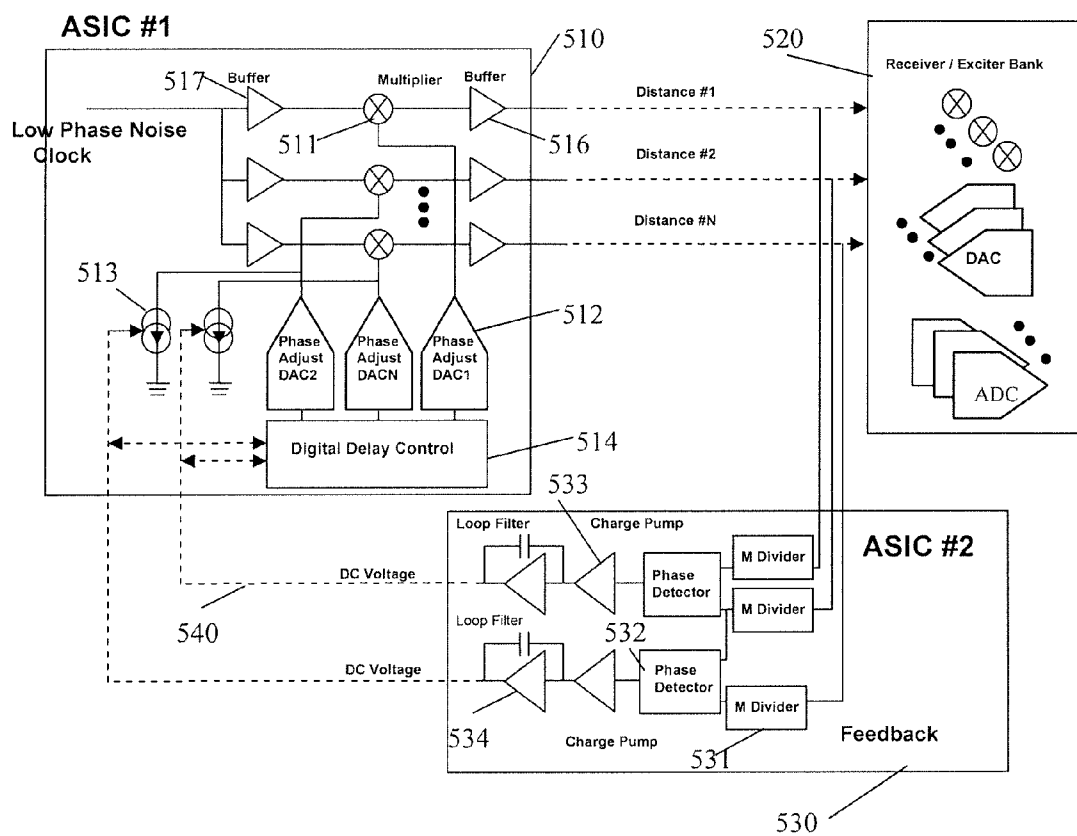 ASIC #1
510
520
517
Buffer
Multiplier
Buffer
Receiver / Exciter Bank
Distance #1
Low Phase Noise
Clock
511
516
Distance #2
Distance #N
DAC
513
512
Phase
Adjust
DAC2
Phase
Adjust
DACN
Phase
Adjust
DAC1
ADC
Digital Delay Control
514
533
Loop Filter
Charge Pump
ASIC #2
M Divider
DC Voltage
Phase
Detector
M Divider
540
Loop Filter
532
DC Voltage
Phase
Detector
M Divider
534
Charge Pump
531
Feedback
530